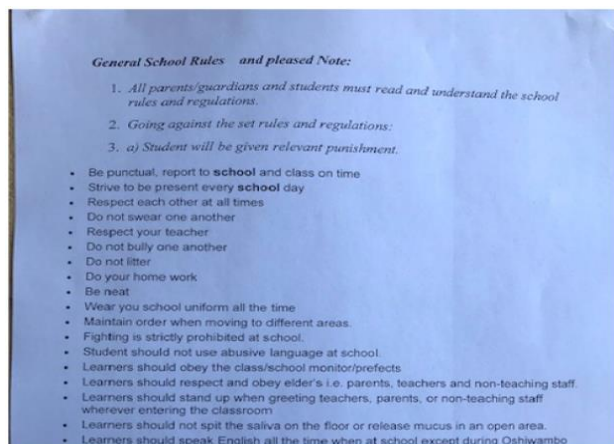 General School Rules and pleased Note:
1. All parents/guardians and students must read and understand the school
rules and regulations.
2. Going against the set rules and regulations:
3. a) Student will be given relevant punishment.
• Be punctual, report to school and class on time
• Strive to be present every school day
• Respect each other at all times
• Do not swear one another
• Respect your teacher
• Do not bully one another
• Do not litter
• Do your home work
• Be neat
• Wear you school uniform all the time
• Maintain order when moving to different areas.
• Fighting is strictly prohibited at school.
• Student should not use abusive language at school.
• Learners should obey the class/school monitor/prefects
• Learners should respect and obey elder's i.e. parents, teachers and non-teaching staff.
• Learners should stand up when greeting teachers, parents, or non-teaching staff
wherever entering the classroom
• Learners should not spit the saliva on the floor or release mucus in an open area.
• Learners should speak English all the time when at school except during Oshiwambo